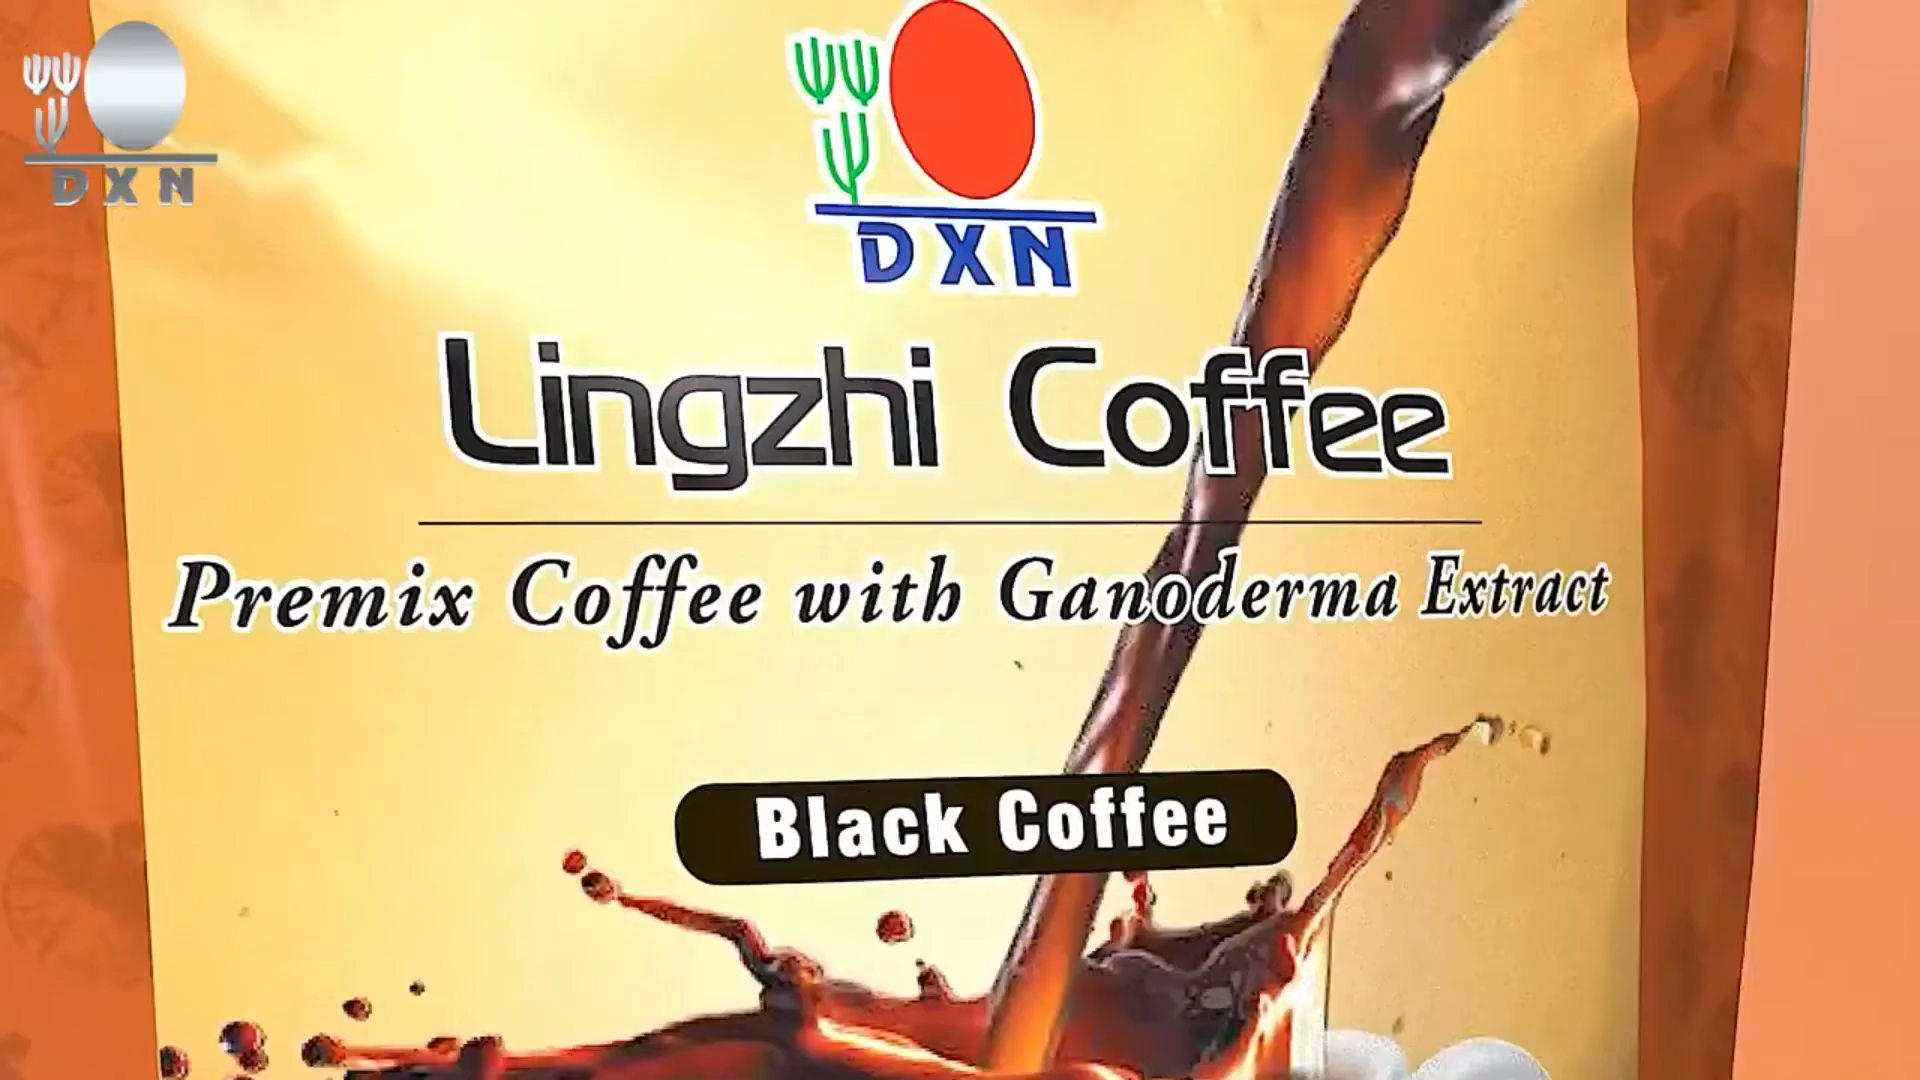 DXN
DXN
Lingzhi Coffee
Premix Coffee with Ganoderma Extract
Black Coffee